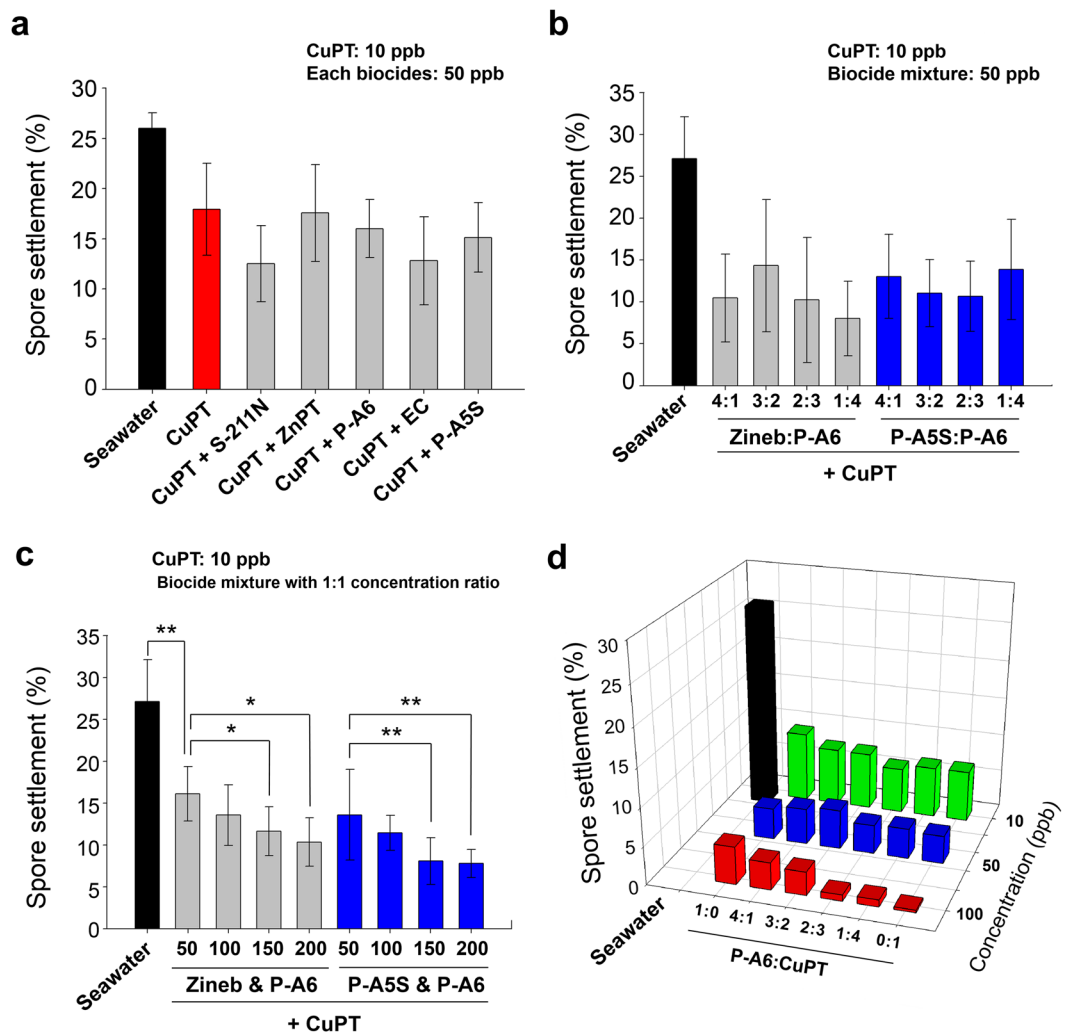 a
CuPT: 10 ppb
Each biocides: 50 ppb
Spore settlement (%)
30
25
20
15
10
5
0
Seawater
CuPT
CuPT + S-211N
CuPT + ZnPT
CuPT + P-A6
CuPT + EC
CuPT + P-A5S
b
CuPT: 10 ppb
Biocide mixture: 50 ppb
Spore settlement (%)
35
30
25
20
15
10
5
0
Seawater
4:1 3:2 2:3 1:4 4:1 3:2 2:3 1:4
Zineb:P-A6 P-A5S:P-A6
+ CuPT
c
CuPT: 10 ppb
Biocide mixture with 1:1 concentration ratio
Spore settlement (%)
35
30
25
20
15
10
5
0
**
*
*
**
**
Seawater
50 100 150 200 50 100 150 200
Zineb & P-A6 P-A5S & P-A6
+ CuPT
d
Spore settlement (%)
30
25
20
15
10
5
0
Seawater
1:0 4:1 3:2 2:3 1:4 0:1
P-A6:CuPT
10
50
100
Concentration (ppb)